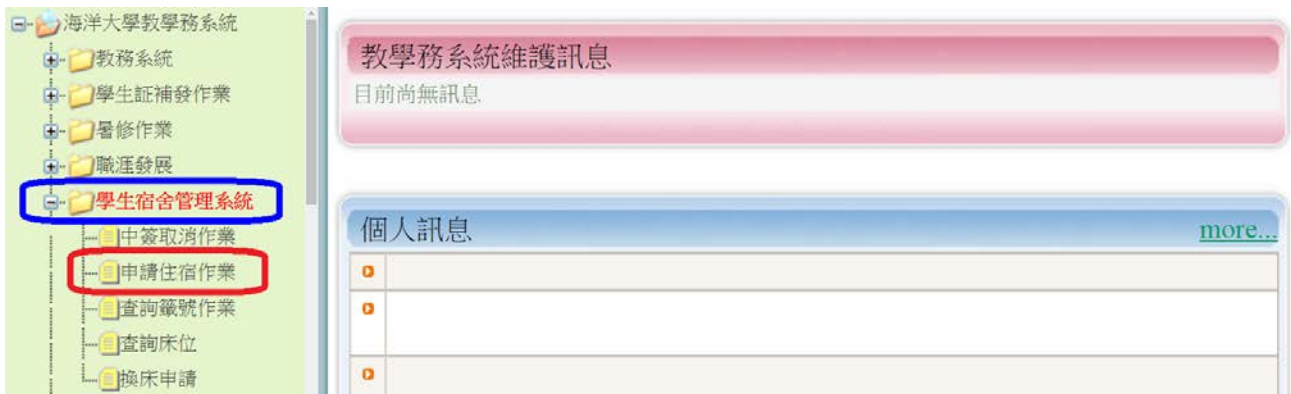 海洋大學教學務系統
教務系統
學生証補發作業
暑修作業
職涯發展
學生宿舍管理系統
中簽取消作業
申請住宿作業
查詢籤號作業
查詢床位
換床申請
教學務系統維護訊息
目前尚無訊息
個人訊息 more...